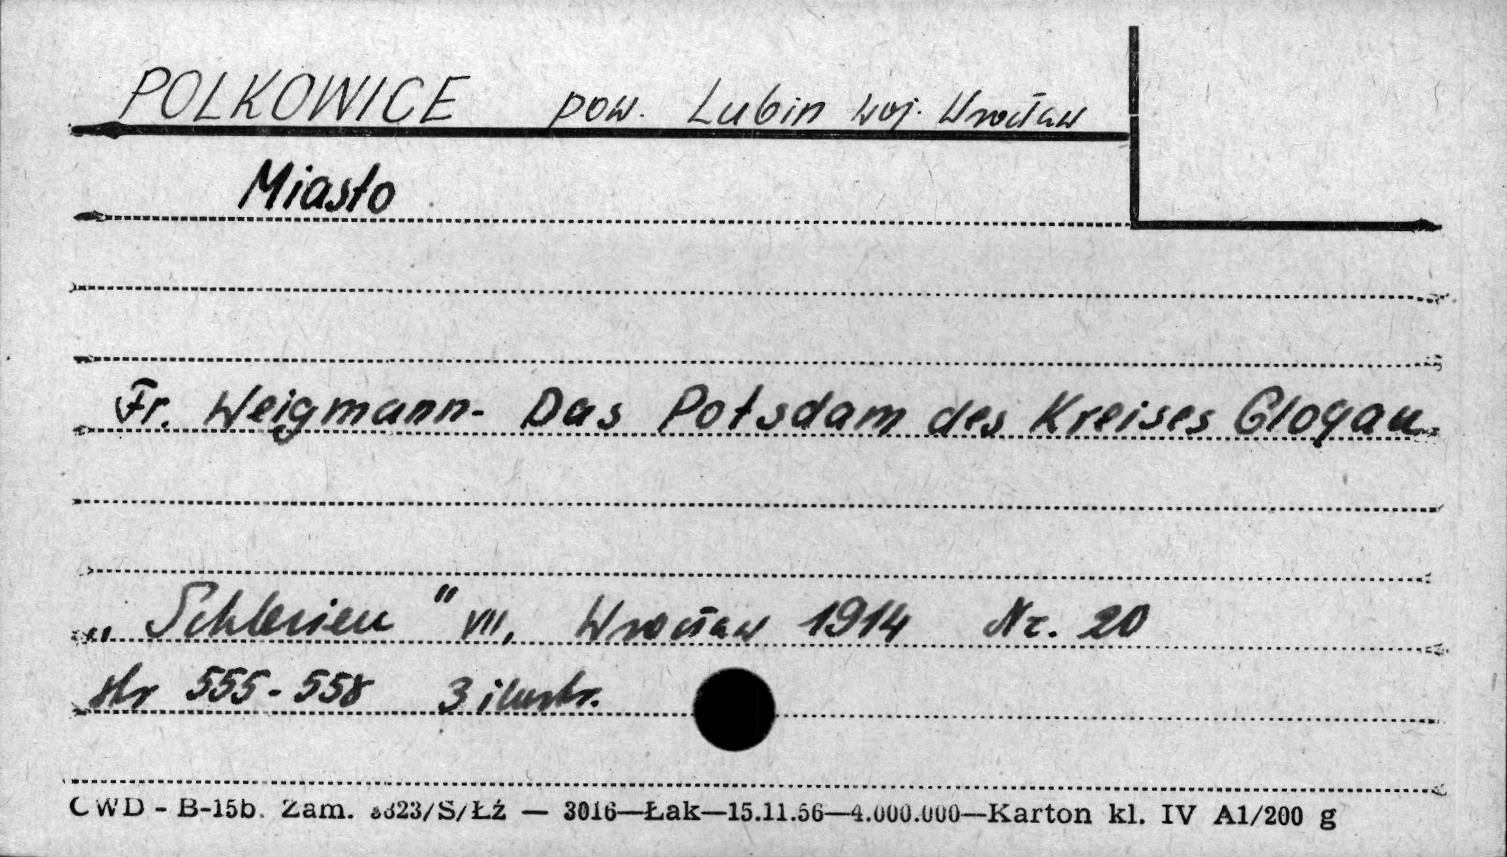 POLKOWICE pow. Lubin woj. Wrocław
Miasto
Fr. Weigmann - Das Potsdam des Kreises Glogau
„Schlesien” VII, Wrocław 1914 Nr. 20
str 555-558 3 ilustr.
CWD - B-15b. Zam. 8823/S/Łź — 3016—Łak—15.11.56—4.000.000—Karton kl. IV A1/200 g